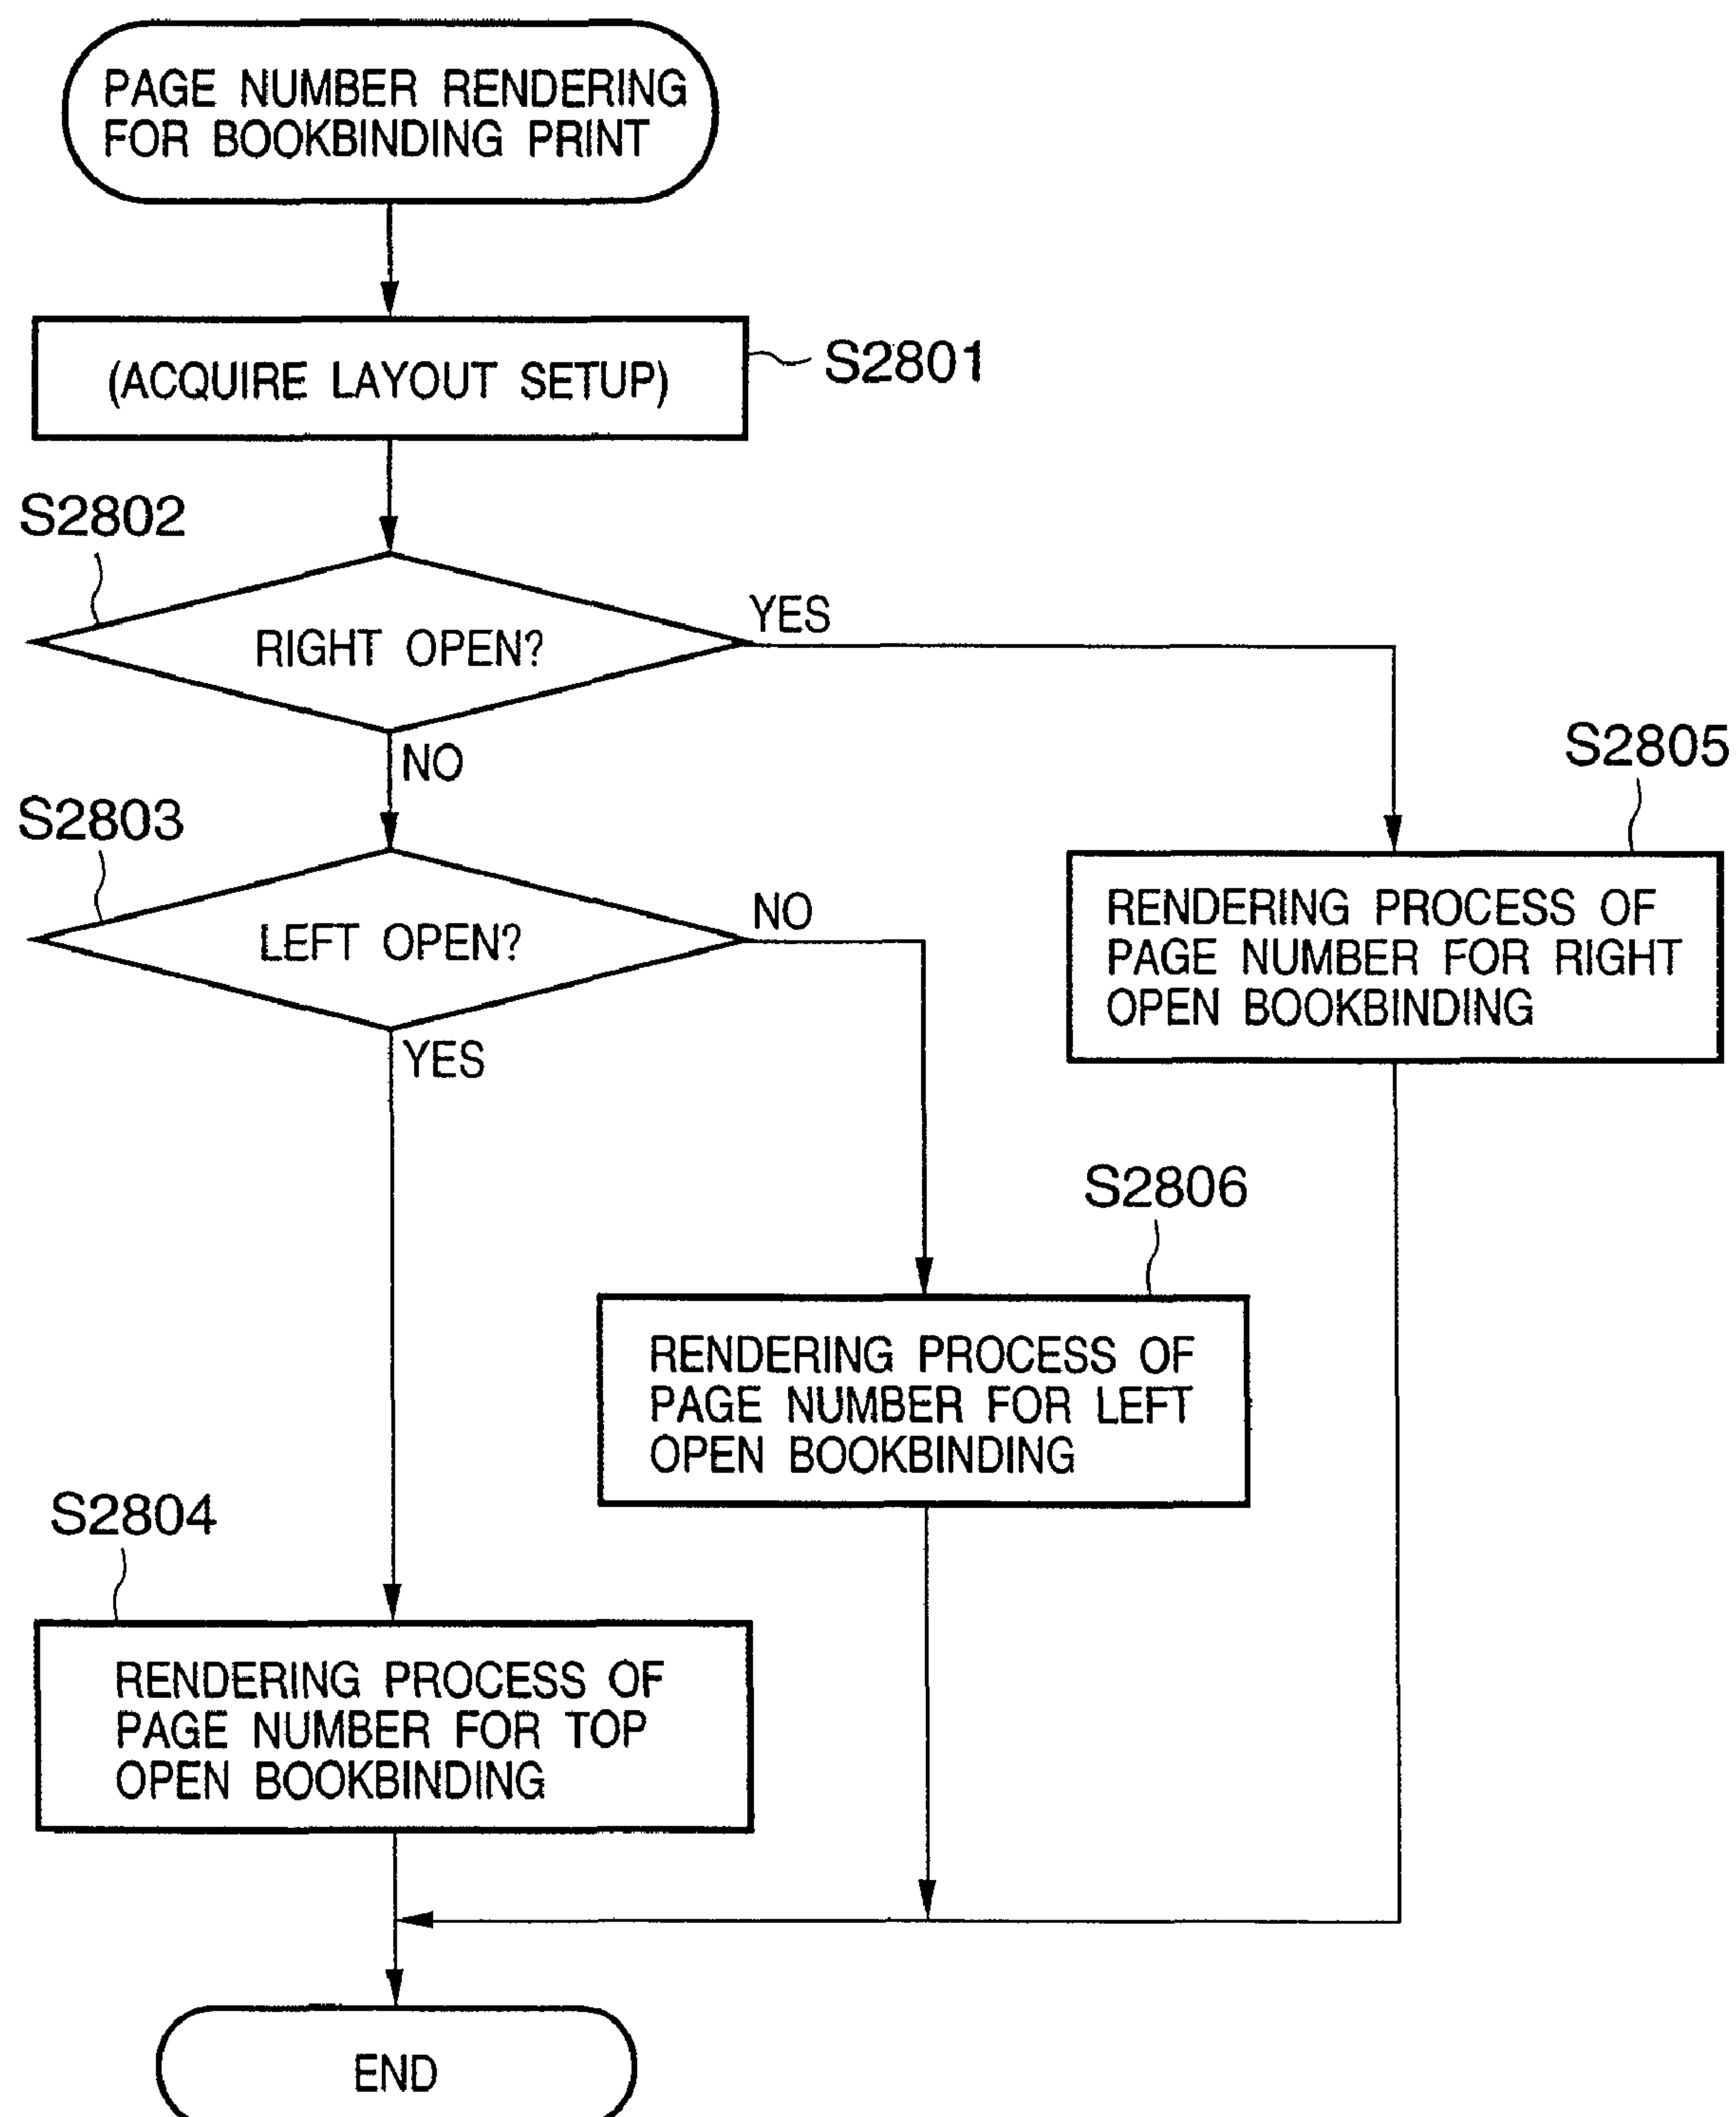 PAGE NUMBER RENDERING
FOR BOOKBINDING PRINT
(ACQUIRE LAYOUT SETUP)
S2801
S2802
RIGHT OPEN?
YES
NO
S2803
LEFT OPEN?
NO
YES
S2805
RENDERING PROCESS OF
PAGE NUMBER FOR RIGHT
OPEN BOOKBINDING
S2806
RENDERING PROCESS OF
PAGE NUMBER FOR LEFT
OPEN BOOKBINDING
S2804
RENDERING PROCESS OF
PAGE NUMBER FOR TOP
OPEN BOOKBINDING
END